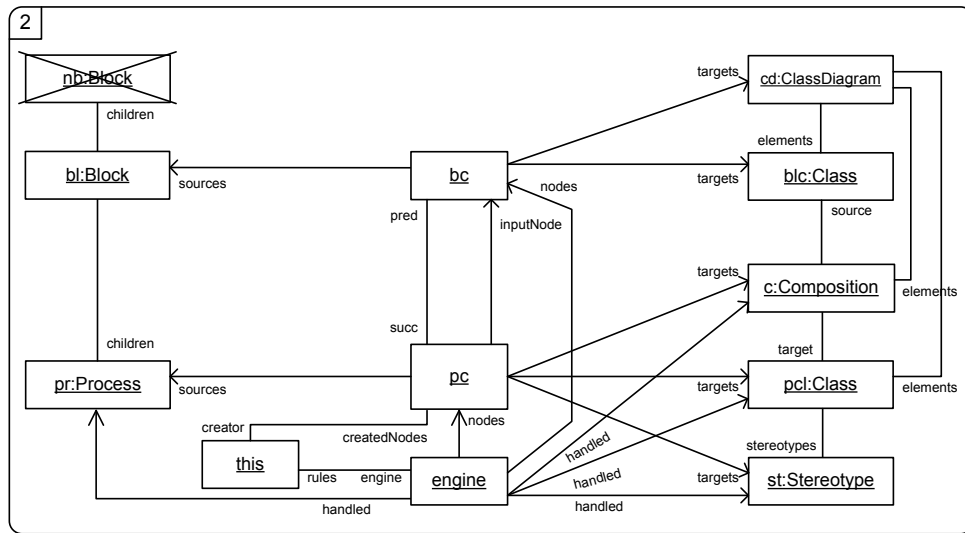 2
nb:Block
targets
cd:ClassDiagram
children
elements
bl:Block
sources
bc
nodes
targets
blc:Class
pred
inputNode
source
targets
c:Composition
elements
succ
children
target
pr:Process
sources
pc
targets
pcl:Class
elements
creator
createdNodes
nodes
handled
stereotypes
this
rules
engine
engine
handled
targets
st:Stereotype
handled
handled